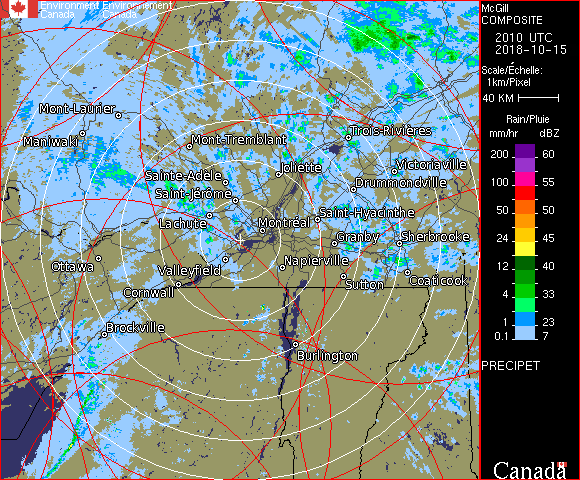 Environment Environnement
Canada Canada
Mont-Laurier
Maniwaki
Mont-Tremblant
Trois-Rivières
Joliette
Victoriaville
Sainte-Adèle
Drummondville
Saint-Jérôme
Saint-Hyacinthe
Lachute
Montréal
Granby
Sherbrooke
Ottawa
Valleyfield
Napierville
Cornwall
Sutton
Coaticook
Brockville
Burlington
McGill
COMPOSITE
2010 UTC
2018-10-15
Scale/Échelle:
1km/Pixel
40 KM
Rain/Pluie
mm/hr dBZ
200 60
100 55
50 50
24 45
12 40
4 33
1 23
0.1 7
PRECIPET
Canada